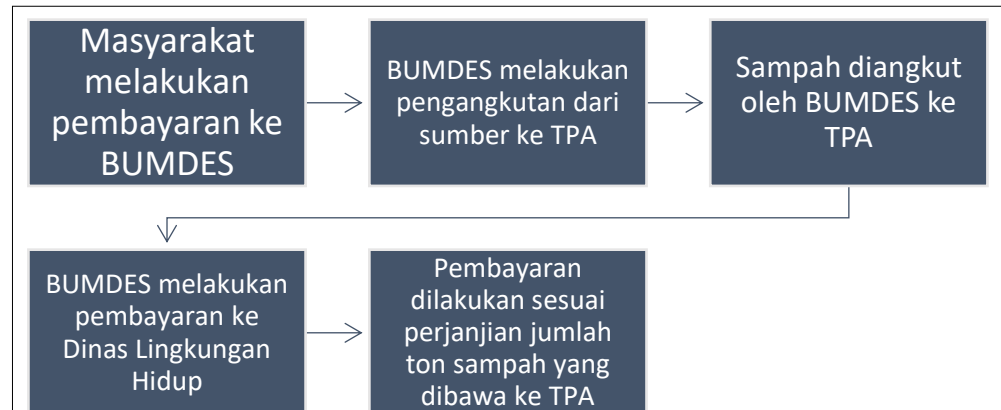 Masyarakat
melakukan
pembayaran ke
BUMDES
BUMDES melakukan
pengangkutan dari
sumber ke TPA
Sampah diangkut
oleh BUMDES ke
TPA
BUMDES melakukan
pembayaran ke
Dinas Lingkungan
Hidup
Pembayaran
dilakukan sesuai
perjanjian jumlah
ton sampah yang
dibawa ke TPA